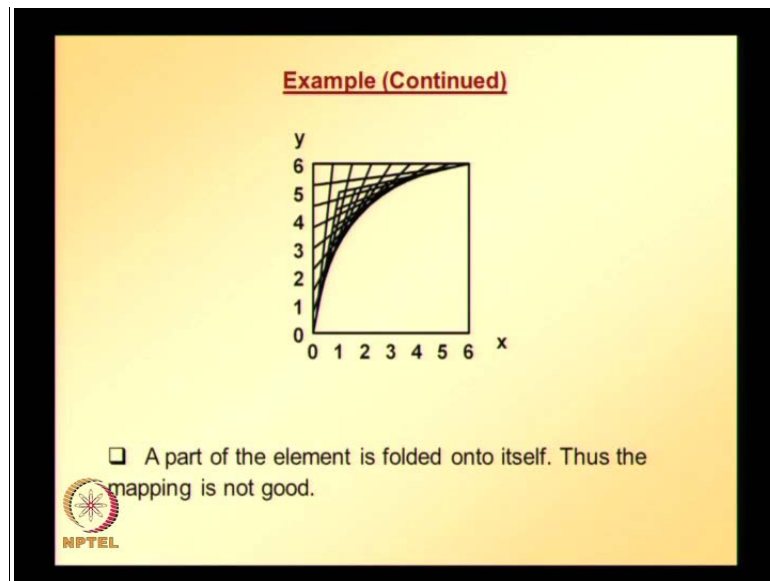 Example (Continued)
y
6
5
4
3
2
1
0
0 1 2 3 4 5 6 x
❑ A part of the element is folded onto itself. Thus the
mapping is not good.
NPTEL